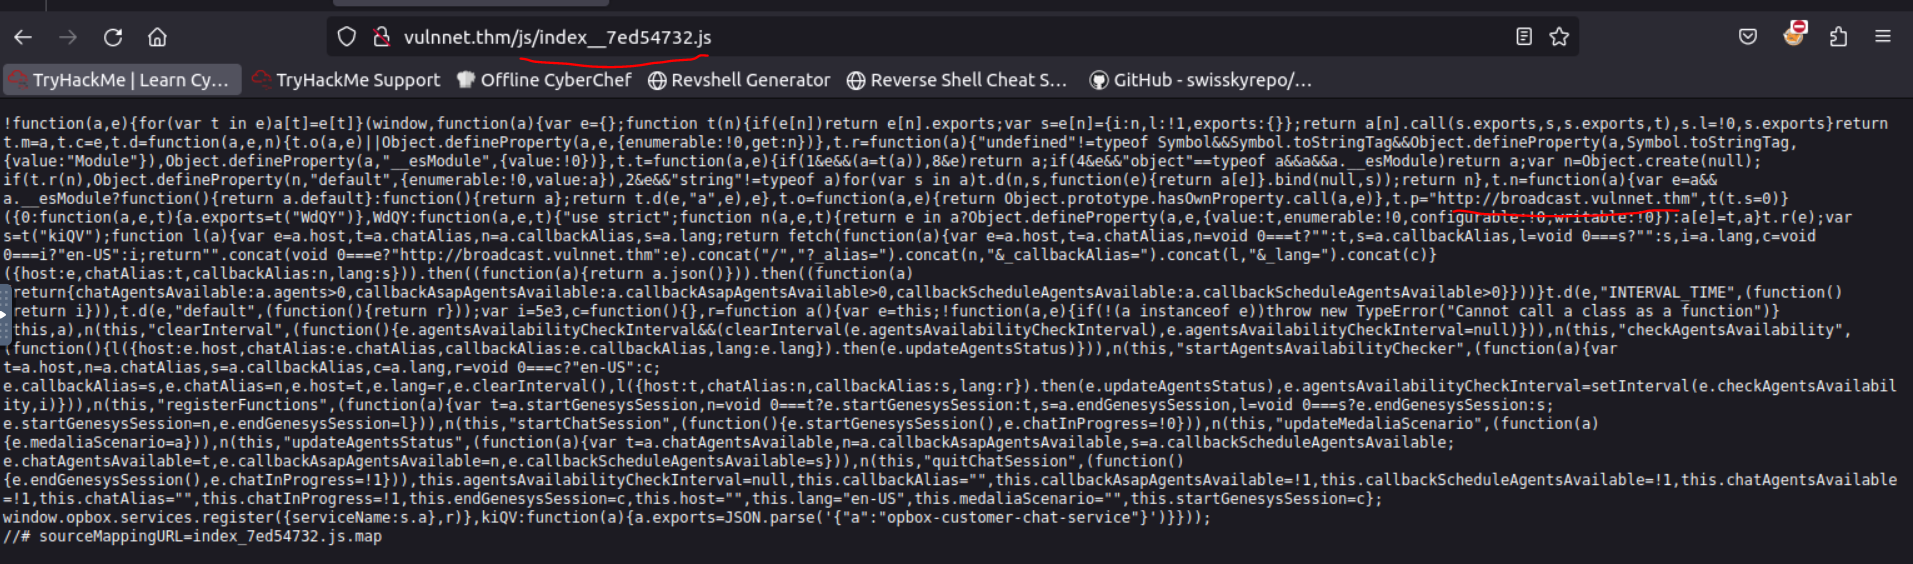 vulnnet.thm/js/index__7ed54732.js
TryHackMe | Learn Cy… TryHackMe Support Offline CyberChef Revshell Generator Reverse Shell Cheat S… GitHub - swisskyrepo/…
!function(a,e){for(var t in e)a[t]=e[t]}(window,function(a){var e={};function t(n){if(e[n])return e[n].exports;var s=e[n]={i:n,l:!1,exports:{}};return a[n].call(s.exports,s,s.exports,t),s.l=!0,s.exports}return
t.m=a,t.c=e,t.d=function(a,e,n){t.o(a,e)||Object.defineProperty(a,e,{enumerable:!0,get:n})},t.r=function(a){"undefined"!=typeof Symbol&&Symbol.toStringTag&&Object.defineProperty(a,Symbol.toStringTag,
{value:"Module"}),Object.defineProperty(a,"__esModule",{value:!0})},t.t=function(a,e){if(1&e&&(a=t(a)),8&e)return a;if(4&e&&"object"==typeof a&&a&&a.__esModule)return a;var n=Object.create(null);
if(t.r(n),Object.defineProperty(n,"default",{enumerable:!0,value:a}),2&e&&"string"!=typeof a)for(var s in a)t.d(n,s,function(e){return a[e]}.bind(null,s));return n},t.n=function(a){var e=a&&
a.__esModule?function(){return a.default}:function(){return a};return t.d(e,"a",e),e},t.o=function(a,e){return Object.prototype.hasOwnProperty.call(a,e)},t.p="http://broadcast.vulnnet.thm",t(t.s=0)}
({0:function(a,e,t){a.exports=t("WdQY")},WdQY:function(a,e,t){"use strict";function n(a,e,t){return e in a?Object.defineProperty(a,e,{value:t,enumerable:!0,configurable:!0,writable:!0}):a[e]=t,a}t.r(e);var
s=t("kiQV");function l(a){var e=a.host,t=a.chatAlias,n=a.callbackAlias,s=a.lang;return fetch(function(a){var e=a.host,t=a.chatAlias,n=void 0===t?"":t,s=a.callbackAlias,l=void 0===s?"":s,i=a.lang,c=void
0===i?"en-US":i;return"".concat(void 0===e?"http://broadcast.vulnnet.thm":e).concat("/","?_alias=").concat(n,"&_callbackAlias=").concat(l,"&_lang=").concat(c)}
({host:e,chatAlias:t,callbackAlias:n,lang:s})).then((function(a){return a.json()})).then((function(a)
return{chatAgentsAvailable:a.agents>0,callbackAsapAgentsAvailable:a.callbackAsapAgentsAvailable>0,callbackScheduleAgentsAvailable:a.callbackScheduleAgentsAvailable>0}}))}t.d(e,"INTERVAL_TIME",(function()
return i})),t.d(e,"default",(function(){return r}));var i=5e3,c=function(){},r=function a(){var e=this;!function(a,e){if(!(a instanceof e))throw new TypeError("Cannot call a class as a function")}
this,a),n(this,"clearInterval",(function(){e.agentsAvailabilityCheckInterval&&(clearInterval(e.agentsAvailabilityCheckInterval),e.agentsAvailabilityCheckInterval=null)})),n(this,"checkAgentsAvailability",
(function(){l({host:e.host,chatAlias:e.chatAlias,callbackAlias:e.callbackAlias,lang:e.lang}).then(e.updateAgentsStatus)})),n(this,"startAgentsAvailabilityChecker",(function(a){var
t=a.host,n=a.chatAlias,s=a.callbackAlias,c=a.lang,r=void 0===c?"en-US":c;
e.callbackAlias=s,e.chatAlias=n,e.host=t,e.lang=r,e.clearInterval(),l({host:t,chatAlias:n,callbackAlias:s,lang:r}).then(e.updateAgentsStatus),e.agentsAvailabilityCheckInterval=setInterval(e.checkAgentsAvailabil
ity,i)})),n(this,"registerFunctions",(function(a){var t=a.startGenesysSession,n=void 0===t?e.startGenesysSession:t,s=a.endGenesysSession,l=void 0===s?e.endGenesysSession:s;
e.startGenesysSession=n,e.endGenesysSession=l})),n(this,"startChatSession",(function(){e.startGenesysSession(),e.chatInProgress=!0})),n(this,"updateMedaliaScenario",(function(a)
{e.medaliaScenario=a})),n(this,"updateAgentsStatus",(function(a){var t=a.chatAgentsAvailable,n=a.callbackAsapAgentsAvailable,s=a.callbackScheduleAgentsAvailable;
e.chatAgentsAvailable=t,e.callbackAsapAgentsAvailable=n,e.callbackScheduleAgentsAvailable=s})),n(this,"quitChatSession",(function()
{e.endGenesysSession(),e.chatInProgress=!1})),this.agentsAvailabilityCheckInterval=null,this.callbackAlias="",this.callbackAsapAgentsAvailable=!1,this.callbackScheduleAgentsAvailable=!1,this.chatAgentsAvailable
=!1,this.chatAlias="",this.chatInProgress=!1,this.endGenesysSession=c,this.host="",this.lang="en-US",this.medaliaScenario="",this.startGenesysSession=c};
window.opbox.services.register({serviceName:s.a},r)},kiQV:function(a){a.exports=JSON.parse('{"a":"opbox-customer-chat-service"}')}}));
//# sourceMappingURL=index_7ed54732.js.map